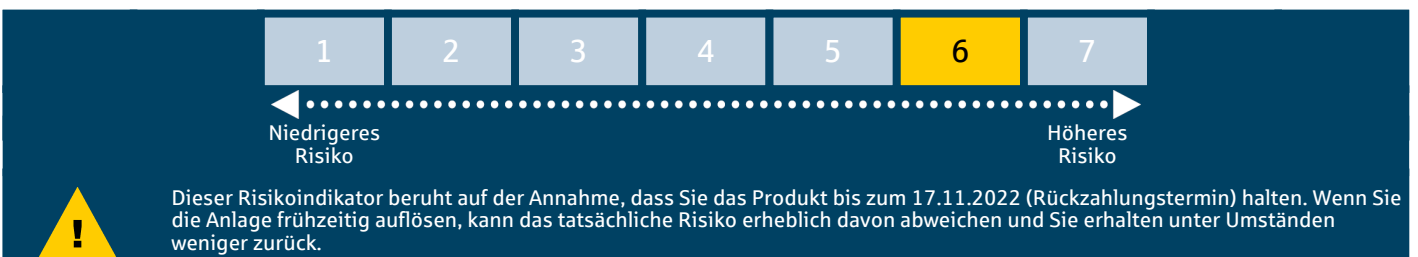 1 2 3 4 5 6 7
Niedrigeres Höheres
Risiko Risiko
Dieser Risikoindikator beruht auf der Annahme, dass Sie das Produkt bis zum 17.11.2022 (Rückzahlungstermin) halten. Wenn Sie
die Anlage frühzeitig auflösen, kann das tatsächliche Risiko erheblich davon abweichen und Sie erhalten unter Umständen
! weniger zurück.